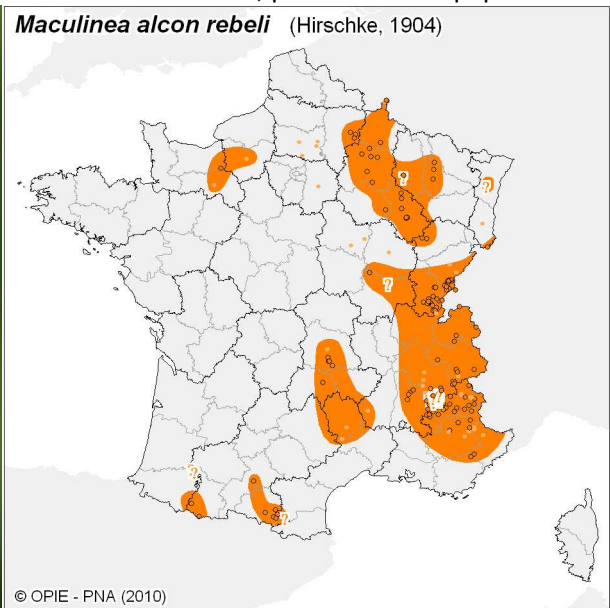 Maculinea alcon rebeli (Hirschke, 1904)
?
?
?
?
?
© OPIE - PNA (2010)